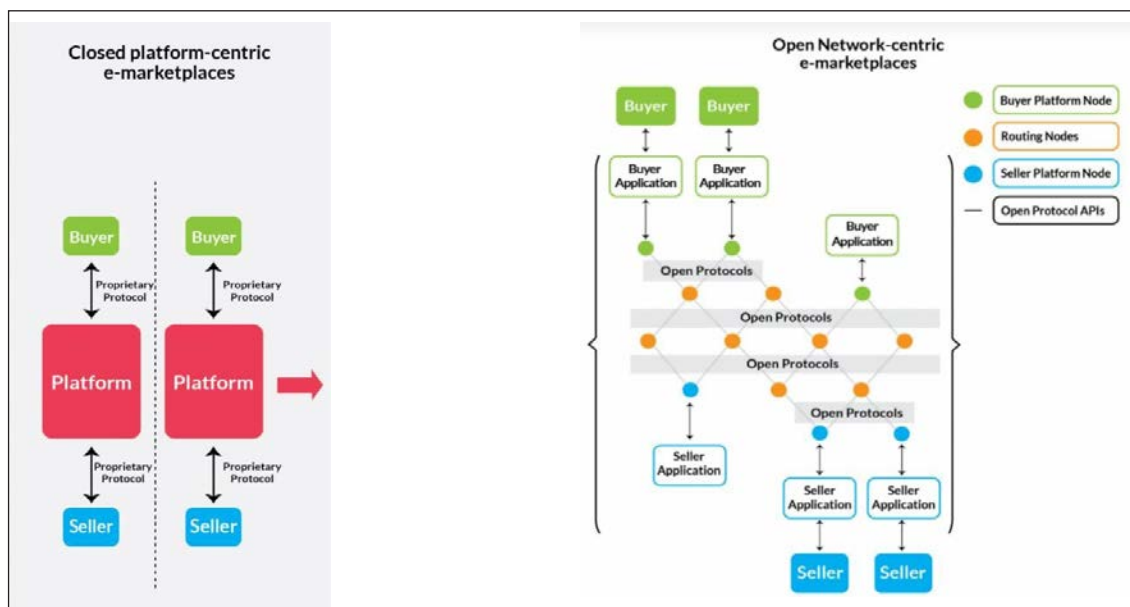 Closed platform-centric
e-marketplaces
Buyer
Buyer
Proprietary
Protocol
Proprietary
Protocol
Platform
Platform
Proprietary
Protocol
Proprietary
Protocol
Seller
Seller
Open Network-centric
e-marketplaces
Buyer
Buyer
Buyer
Application
Buyer
Application
Buyer
Application
Open Protocols
Open Protocols
Open Protocols
Open Protocols
Seller
Application
Seller
Application
Seller
Application
Seller
Seller
Buyer Platform Node
Routing Nodes
Seller Platform Node
Open Protocol APIs